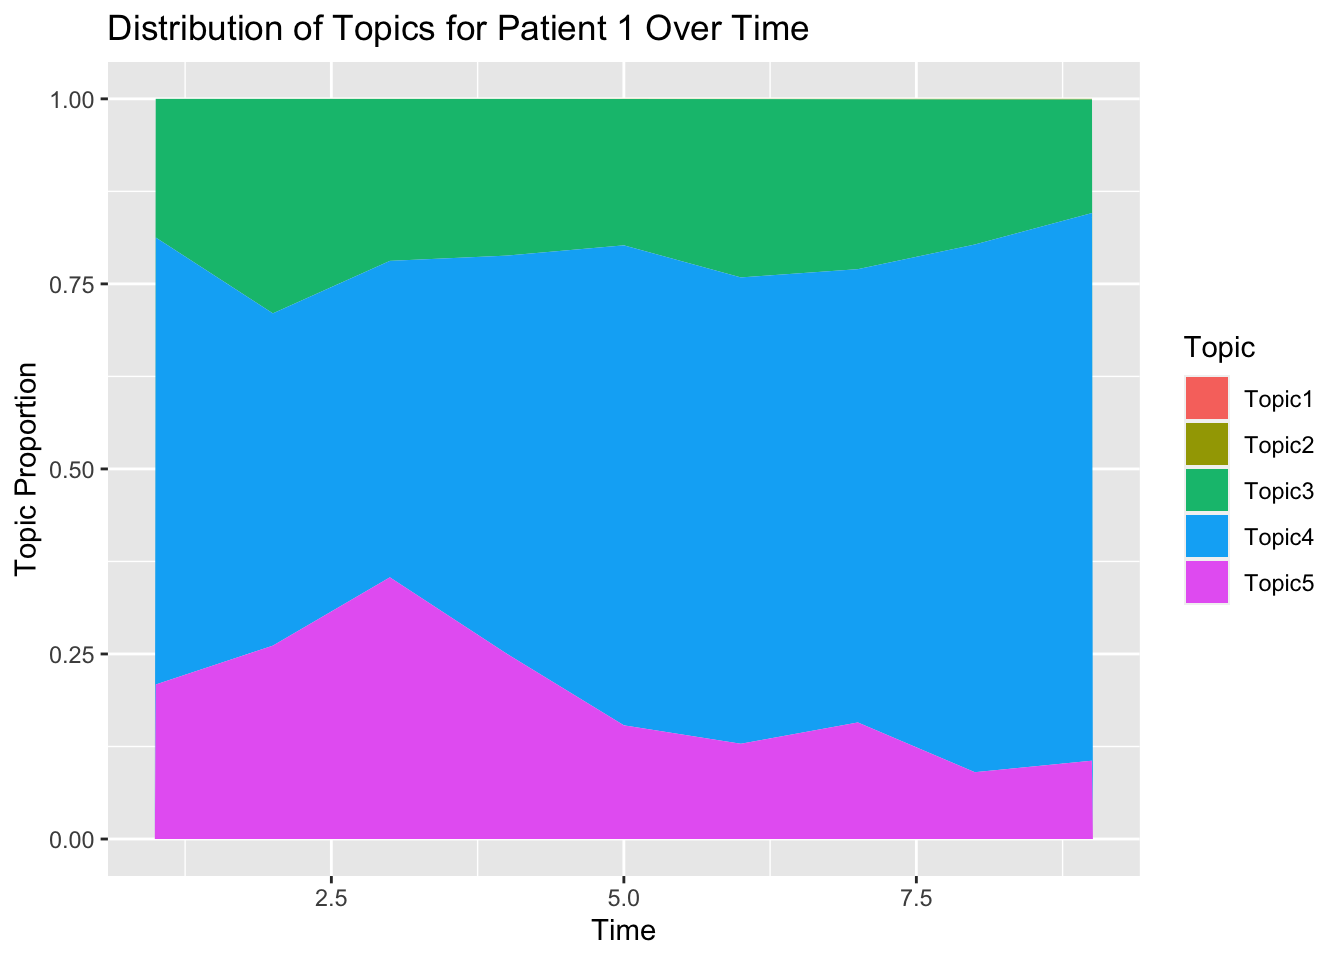 Distribution of Topics for Patient 1 Over Time
1.00
0.75
0.50
0.25
0.00
Topic Proportion
2.5 5.0 7.5
Time
Topic
Topic1
Topic2
Topic3
Topic4
Topic5